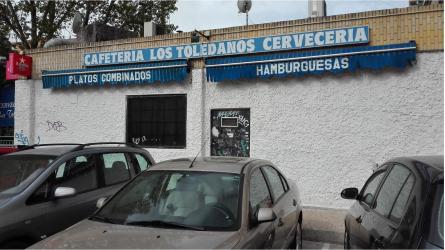 CAFETERIA LOS TOLEDANOS CERVECERIA
PLATOS COMBINADOS
HAMBURGUESAS